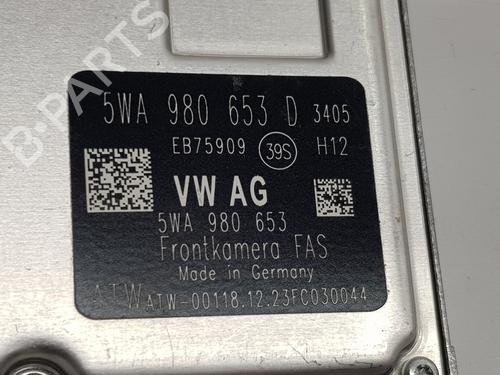 B-PARTS
5WA 980 653 D 3405
EB75909 39S H12
VW AG
5WA 980 653
Frontkamera FAS
Made in Germany
ATW ATW-00118.12.23FC030044